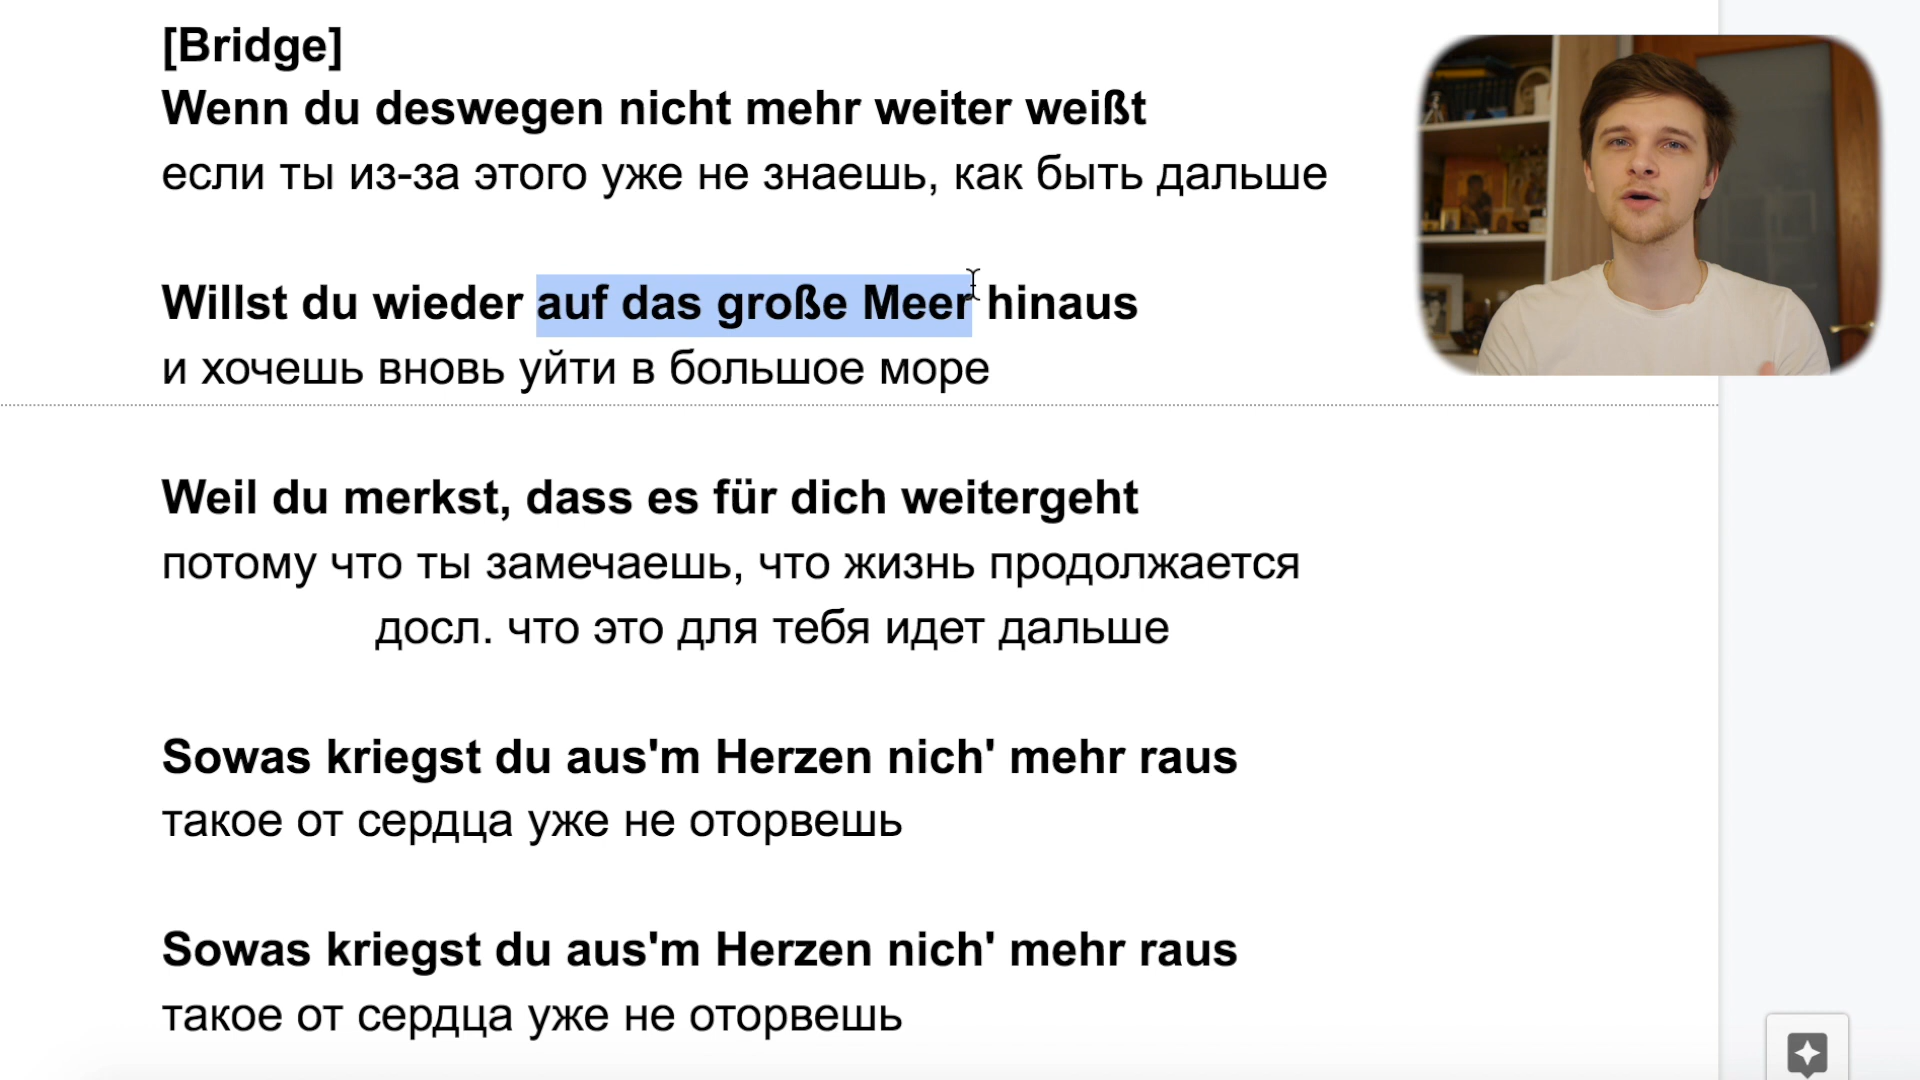 [Bridge]
Wenn du deswegen nicht mehr weiter weißt
если ты из-за этого уже не знаешь, как быть дальше
Willst du wieder auf das große Meer hinaus
и хочешь вновь уйти в большое море
Weil du merkst, dass es für dich weitergeht
потому что ты замечаешь, что жизнь продолжается
досл. что это для тебя идет дальше
Sowas kriegst du aus'm Herzen nich' mehr raus
такое от сердца уже не оторвешь
Sowas kriegst du aus'm Herzen nich' mehr raus
такое от сердца уже не оторвешь